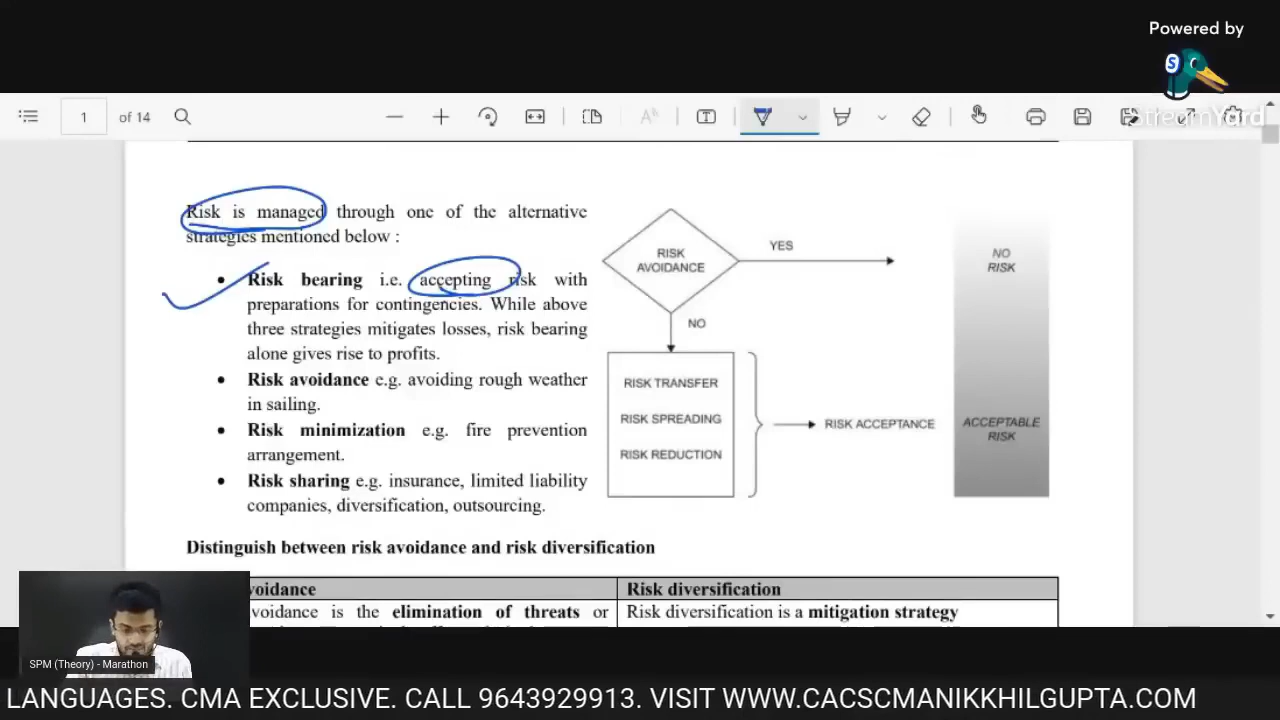 Powered by
S
StreamYard
1 of 14
Risk is managed through one of the alternative
strategies mentioned below :
• Risk bearing i.e. accepting risk with
preparations for contingencies. While above
three strategies mitigates losses, risk bearing
alone gives rise to profits.
• Risk avoidance e.g. avoiding rough weather
in sailing.
• Risk minimization e.g. fire prevention
arrangement.
• Risk sharing e.g. insurance, limited liability
companies, diversification, outsourcing.
RISK
AVOIDANCE
YES
NO
RISK
NO
RISK TRANSFER
RISK SPREADING
RISK REDUCTION
RISK ACCEPTANCE
ACCEPTABLE
RISK
Distinguish between risk avoidance and risk diversification
voidance
Risk diversification
voidance is the elimination of threats or
Risk diversification is a mitigation strategy
SPM (Theory) - Marathon
LANGUAGES. CMA EXCLUSIVE. CALL 9643929913. VISIT WWW.CACSCMANIKKHILGUPTA.COM